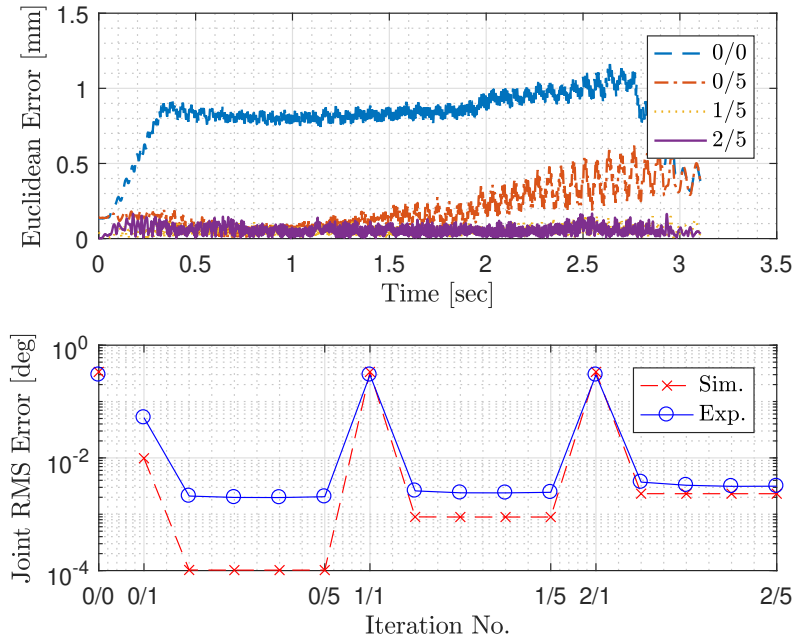 Euclidean Error [mm]
1.5
1
0.5
0
0/0
0/5
1/5
2/5
0 0.5 1 1.5 2 2.5 3 3.5
Time [sec]
Joint RMS Error [deg]
10^0
10^-2
10^-4
Sim.
Exp.
0/0 0/1 0/5 1/1 1/5 2/1 2/5
Iteration No.